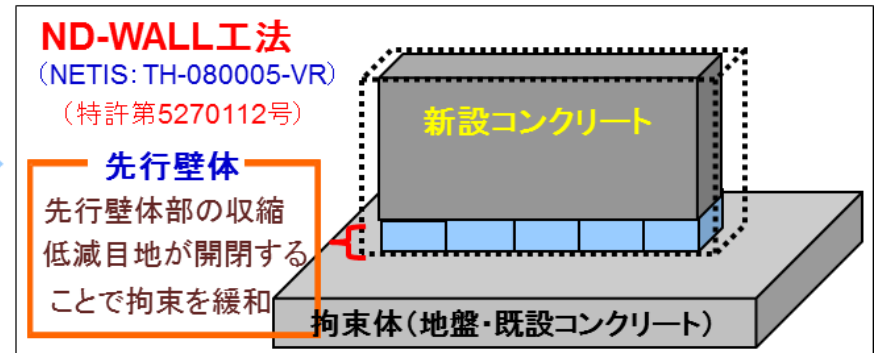 ND-WALL工法
（NETIS：TH-080005-VR）
（特許第5270112号）
新設コンクリート
先行壁体
先行壁体部の収縮
低減目地が開閉する
ことで拘束を緩和
拘束体（地盤・既設コンクリート）